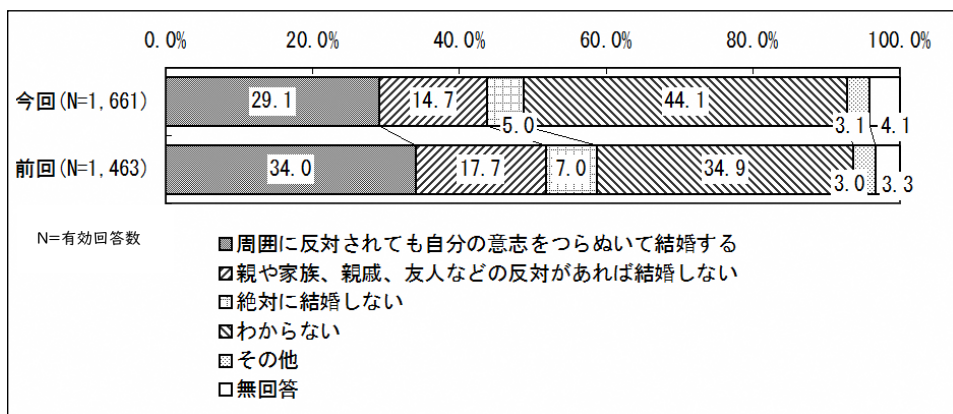 0.0% 20.0% 40.0% 60.0% 80.0% 100.0%
今回(N=1,661) 29.1 14.7 5.0 44.1 3.1 4.1
前回(N=1,463) 34.0 17.7 7.0 34.9 3.0 3.3
N=有効回答数
周囲に反対されても自分の意志をつらぬいて結婚する
親や家族、親戚、友人などの反対があれば結婚しない
絶対に結婚しない
わからない
その他
無回答